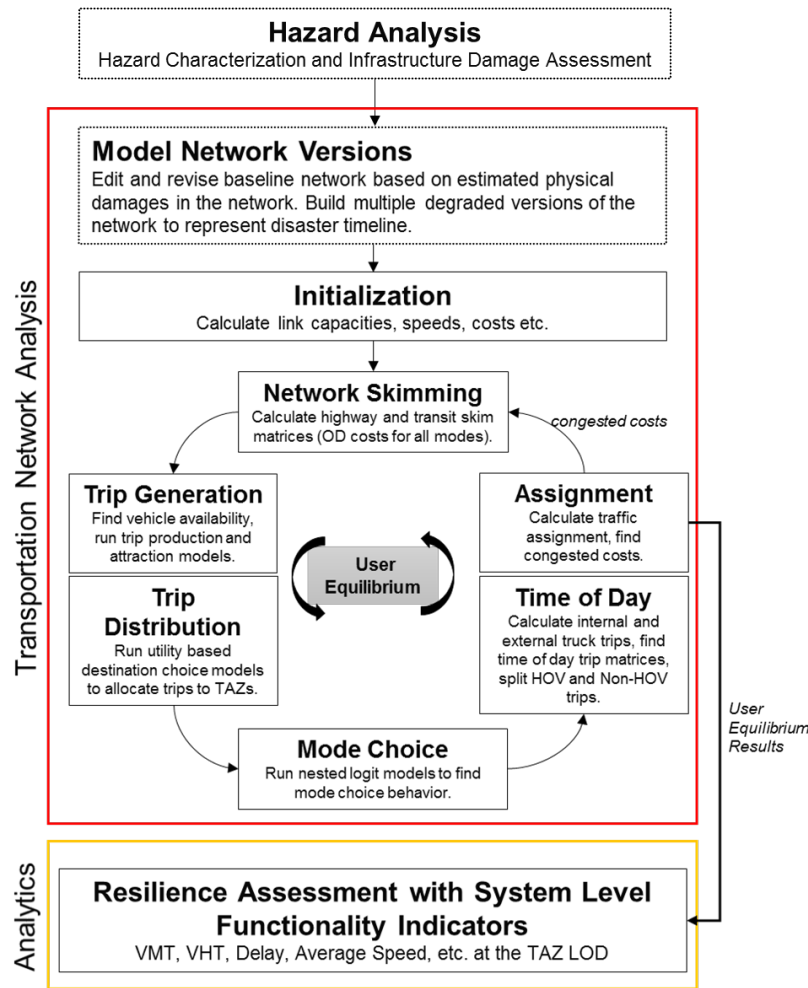 Hazard Analysis
Hazard Characterization and Infrastructure Damage Assessment
Transportation Network Analysis
Model Network Versions
Edit and revise baseline network based on estimated physical
damages in the network. Build multiple degraded versions of the
network to represent disaster timeline.
Initialization
Calculate link capacities, speeds, costs etc.
Network Skimming
Calculate highway and transit skim
matrices (OD costs for all modes).
congested costs
Trip Generation
Find vehicle availability,
run trip production and
attraction models.
Assignment
Calculate traffic
assignment, find
congested costs.
User
Equilibrium
Trip
Distribution
Run utility based
destination choice models
to allocate trips to TAZs.
Time of Day
Calculate internal and
external truck trips, find
time of day trip matrices,
split HOV and Non-HOV
trips.
Mode Choice
Run nested logit models to find
mode choice behavior.
User
Equilibrium
Results
Analytics
Resilience Assessment with System Level
Functionality Indicators
VMT, VHT, Delay, Average Speed, etc. at the TAZ LOD